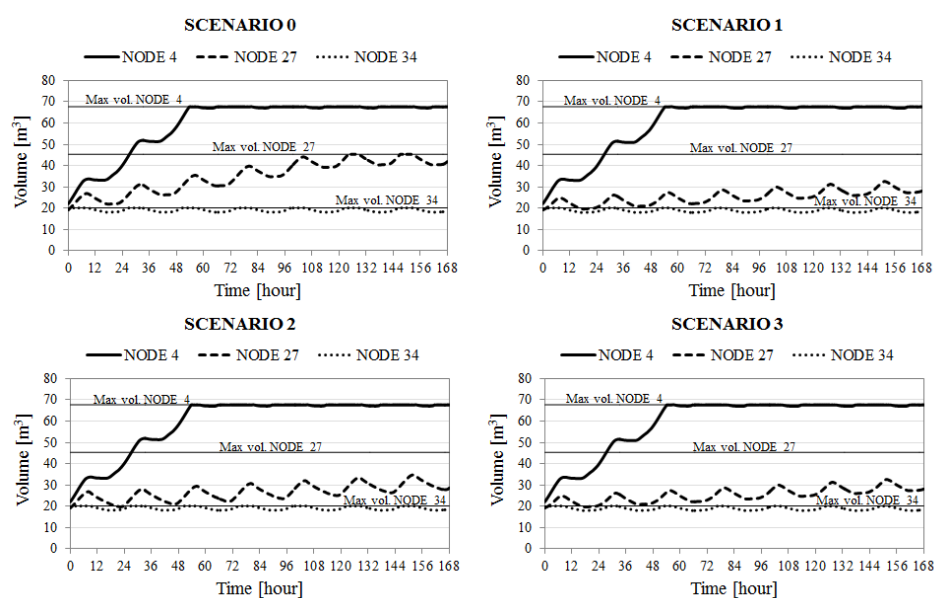 SCENARIO 0
NODE 4 NODE 27 NODE 34
80
70
60
50
40
30
20
10
0
Volume [m³]
Max vol. NODE 4
Max vol. NODE 27
Max vol. NODE 34
0 12 24 36 48 60 72 84 96 108 120 132 144 156 168
Time [hour]
SCENARIO 1
NODE 4 NODE 27 NODE 34
80
70
60
50
40
30
20
10
0
Volume [m³]
Max vol. NODE 4
Max vol. NODE 27
Max vol. NODE 34
0 12 24 36 48 60 72 84 96 108 120 132 144 156 168
Time [hour]
SCENARIO 2
NODE 4 NODE 27 NODE 34
80
70
60
50
40
30
20
10
0
Volume [m³]
Max vol. NODE 4
Max vol. NODE 27
Max vol. NODE 34
0 12 24 36 48 60 72 84 96 108 120 132 144 156 168
Time [hour]
SCENARIO 3
NODE 4 NODE 27 NODE 34
80
70
60
50
40
30
20
10
0
Volume [m³]
Max vol. NODE 4
Max vol. NODE 27
Max vol. NODE 34
0 12 24 36 48 60 72 84 96 108 120 132 144 156 168
Time [hour]